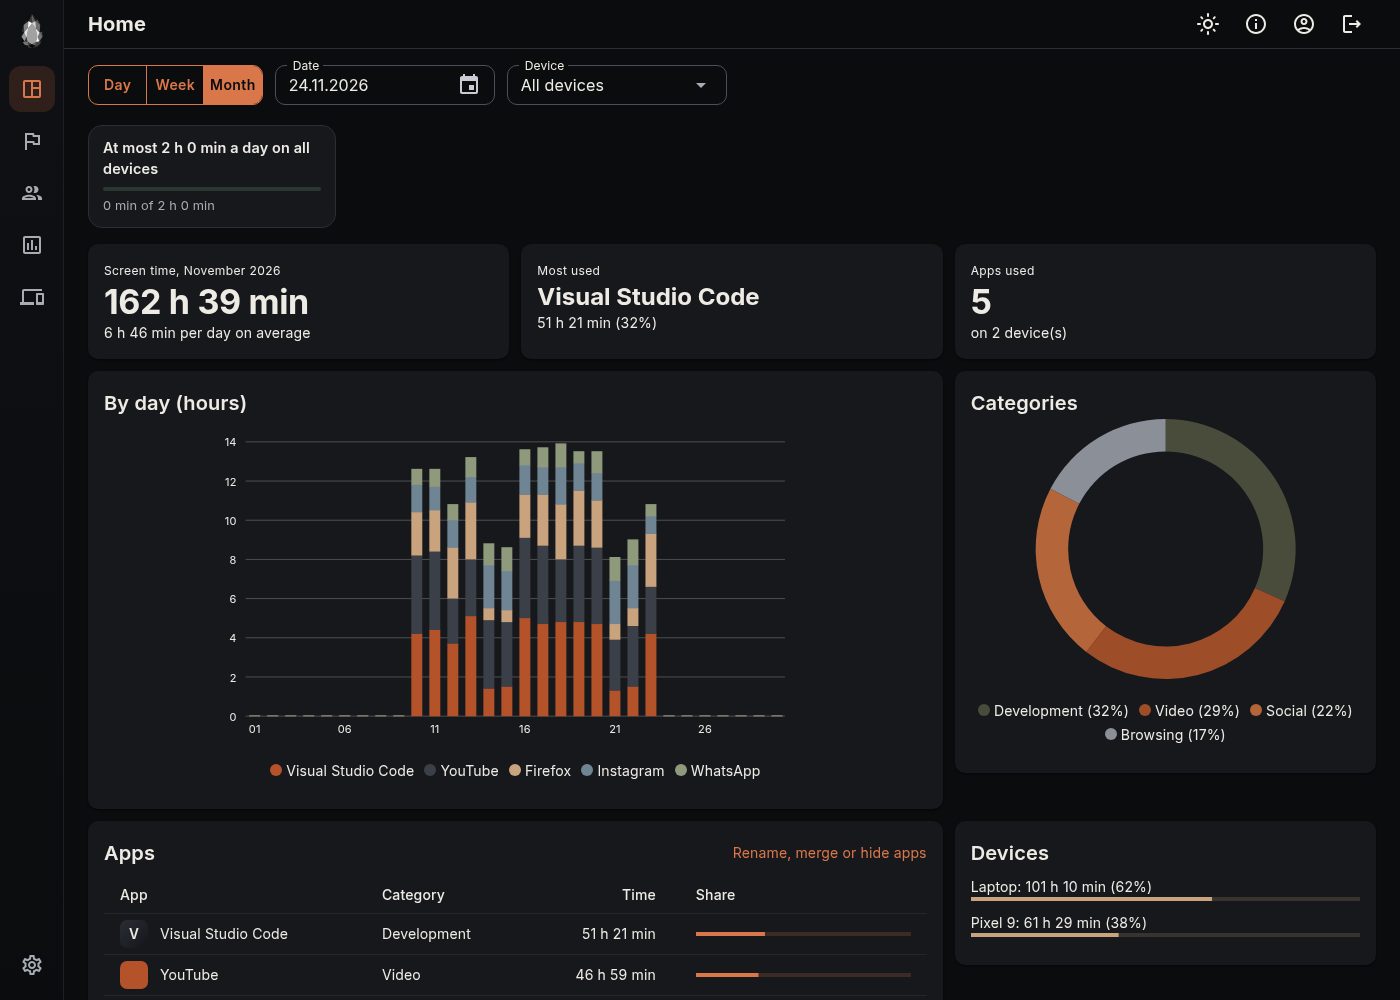 Home
Day Week Month
Date
24.11.2026
Device
All devices
At most 2 h 0 min a day on all
devices
0 min of 2 h 0 min
Screen time, November 2026
162 h 39 min
6 h 46 min per day on average
Most used
Visual Studio Code
51 h 21 min (32%)
Apps used
5
on 2 device(s)
By day (hours)
14
12
10
8
6
4
2
0
01 06 11 16 21 26
Visual Studio Code YouTube Firefox Instagram WhatsApp
Categories
Development (32%) Video (29%) Social (22%)
Browsing (17%)
Apps
Rename, merge or hide apps
App Category Time Share
V Visual Studio Code Development 51 h 21 min
YouTube Video 46 h 59 min
Devices
Laptop: 101 h 10 min (62%)
Pixel 9: 61 h 29 min (38%)